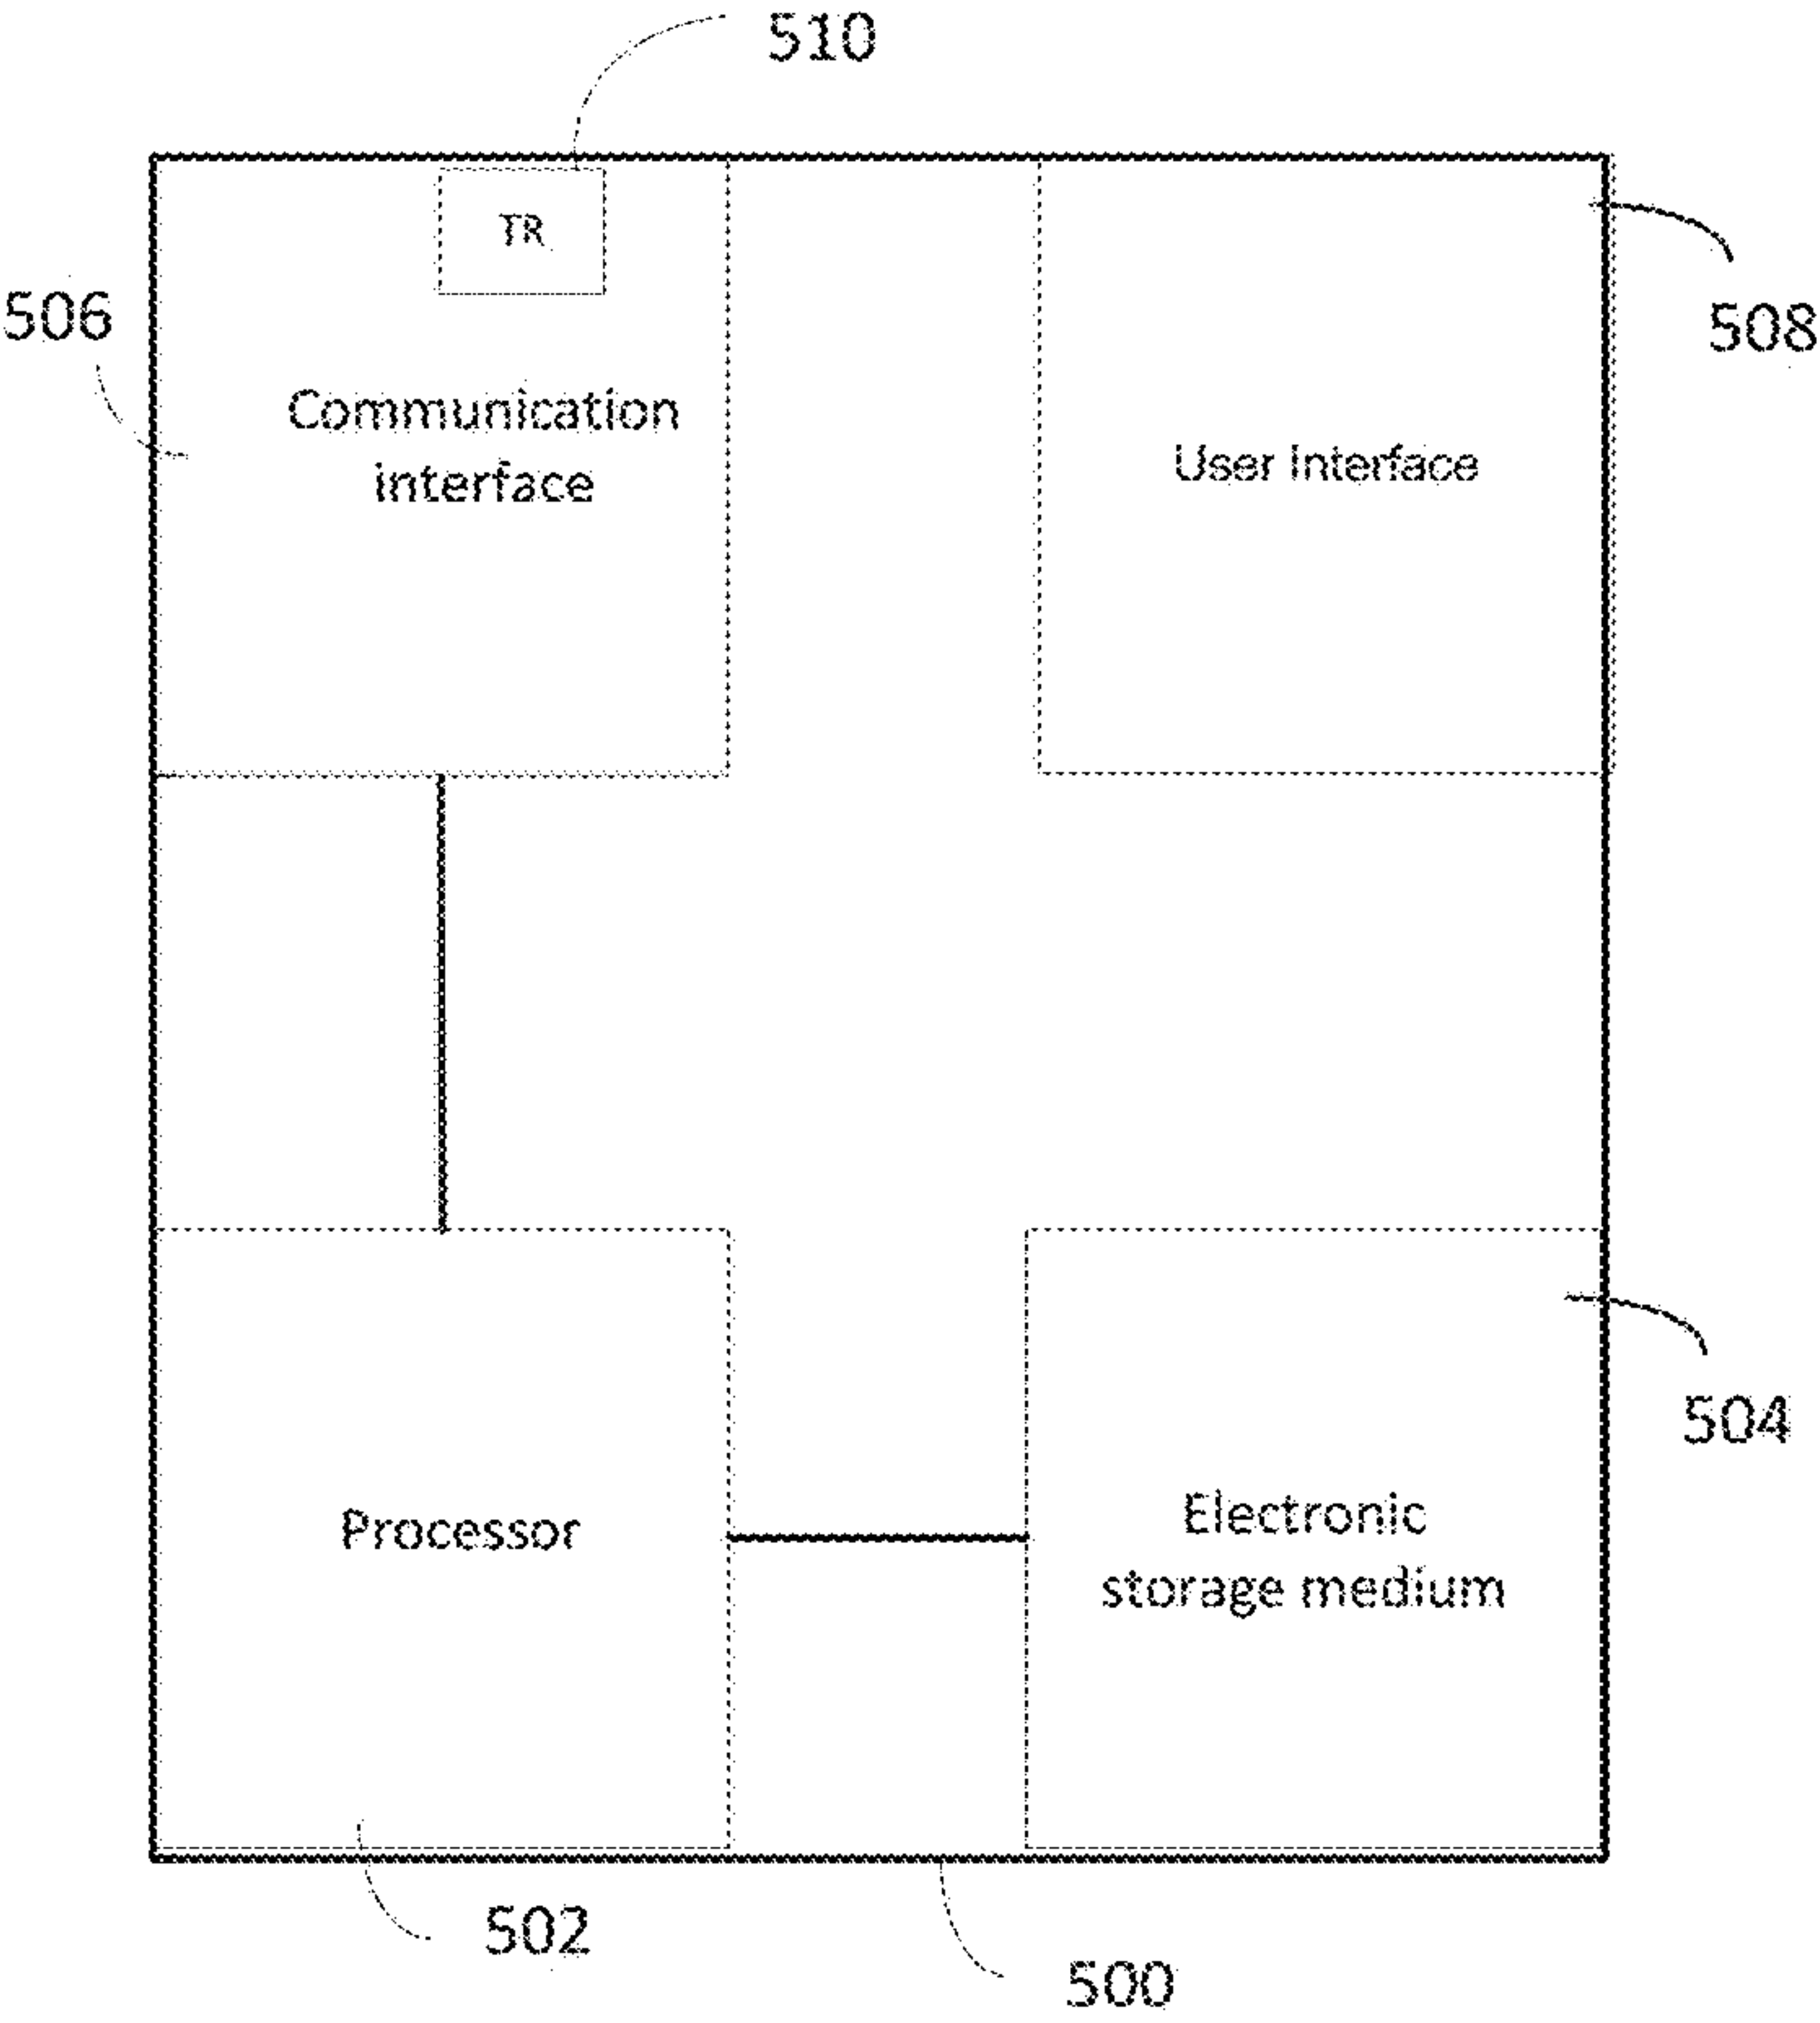 510
TR
506
508
Communication
interface
User Interface
504
Processor
Electronic
storage medium
502
500